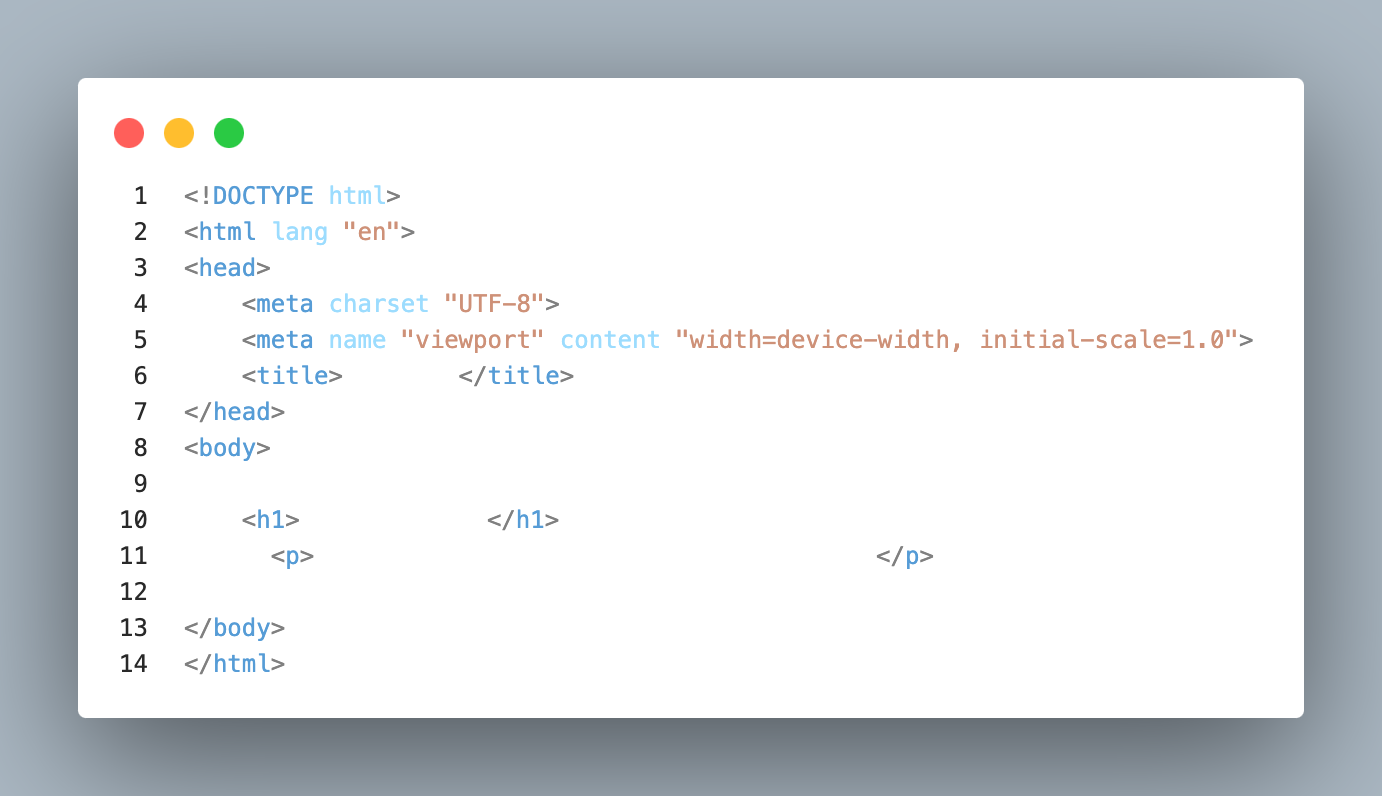 1 <!DOCTYPE html>
2 <html lang "en">
3 <head>
4     <meta charset "UTF-8">
5     <meta name "viewport" content "width=device-width, initial-scale=1.0">
6     <title>        </title>
7 </head>
8 <body>
9
10     <h1>             </h1>
11       <p>                                       </p>
12
13 </body>
14 </html>